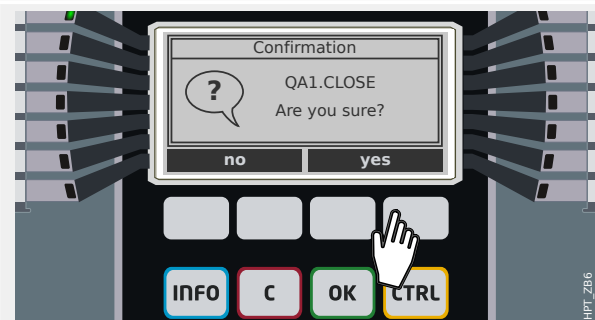 Confirmation
?
QA1.CLOSE
Are you sure?
no yes
INFO C OK CTRL
HPT_ZB6